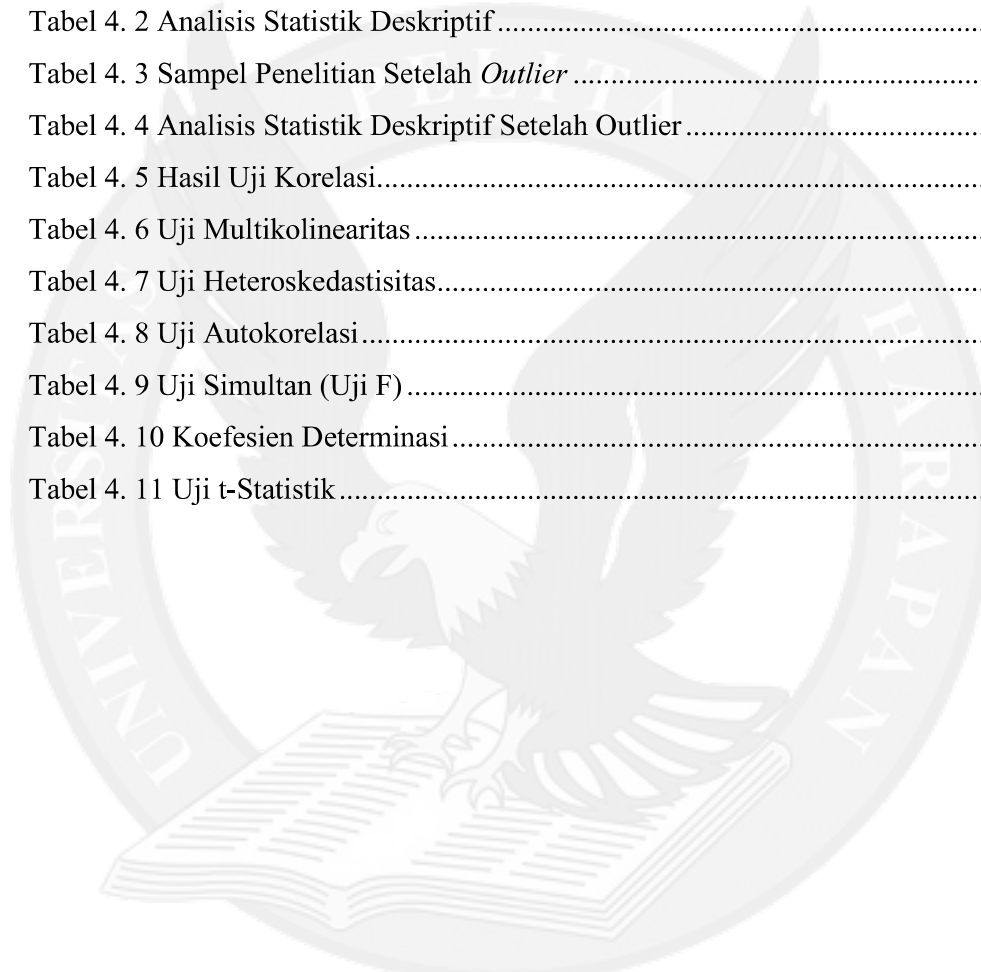 Tabel 4. 2 Analisis Statistik Deskriptif ................................................................
Tabel 4. 3 Sampel Penelitian Setelah Outlier ......................................................
Tabel 4. 4 Analisis Statistik Deskriptif Setelah Outlier .......................................
Tabel 4. 5 Hasil Uji Korelasi................................................................................
Tabel 4. 6 Uji Multikolinearitas ...........................................................................
Tabel 4. 7 Uji Heteroskedastisitas........................................................................
Tabel 4. 8 Uji Autokorelasi ..................................................................................
Tabel 4. 9 Uji Simultan (Uji F) ............................................................................
Tabel 4. 10 Koefesien Determinasi ......................................................................
Tabel 4. 11 Uji t-Statistik .....................................................................................
UNIVERSITAS PELITA HARAPAN